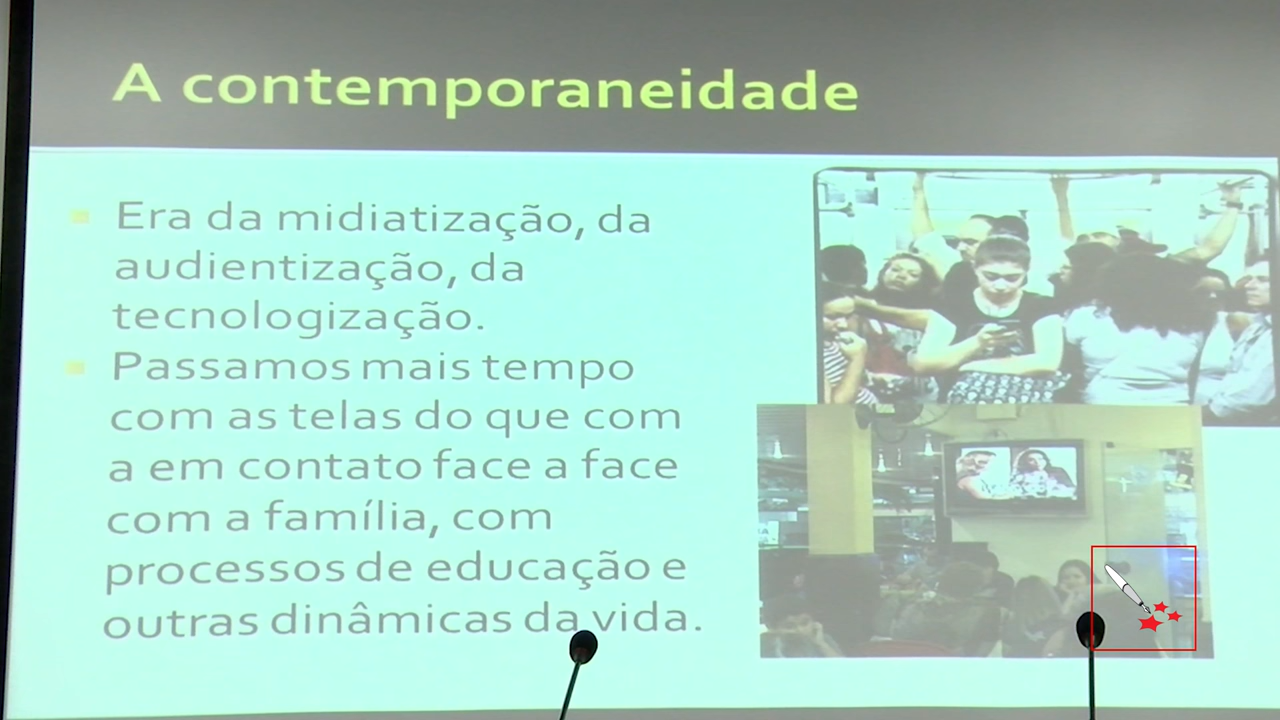 A contemporaneidade
Era da midiatização, da
audientização, da
tecnologização.
Passamos mais tempo
com as telas do que com
a em contato face a face
com a família, com
processos de educação e
outras dinâmicas da vida.